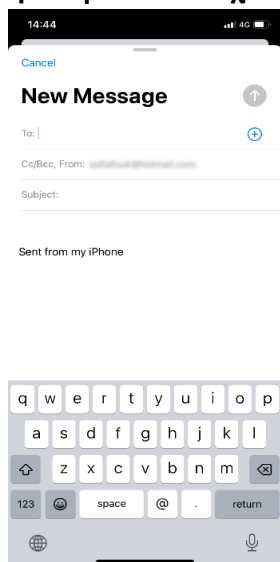 14:44
4G
Cancel
New Message
To:
Cc/Bcc, From:
Subject:
Sent from my iPhone
q w e r t y u i o p
a s d f g h j k l
z x c v b n m
123 space @ . return